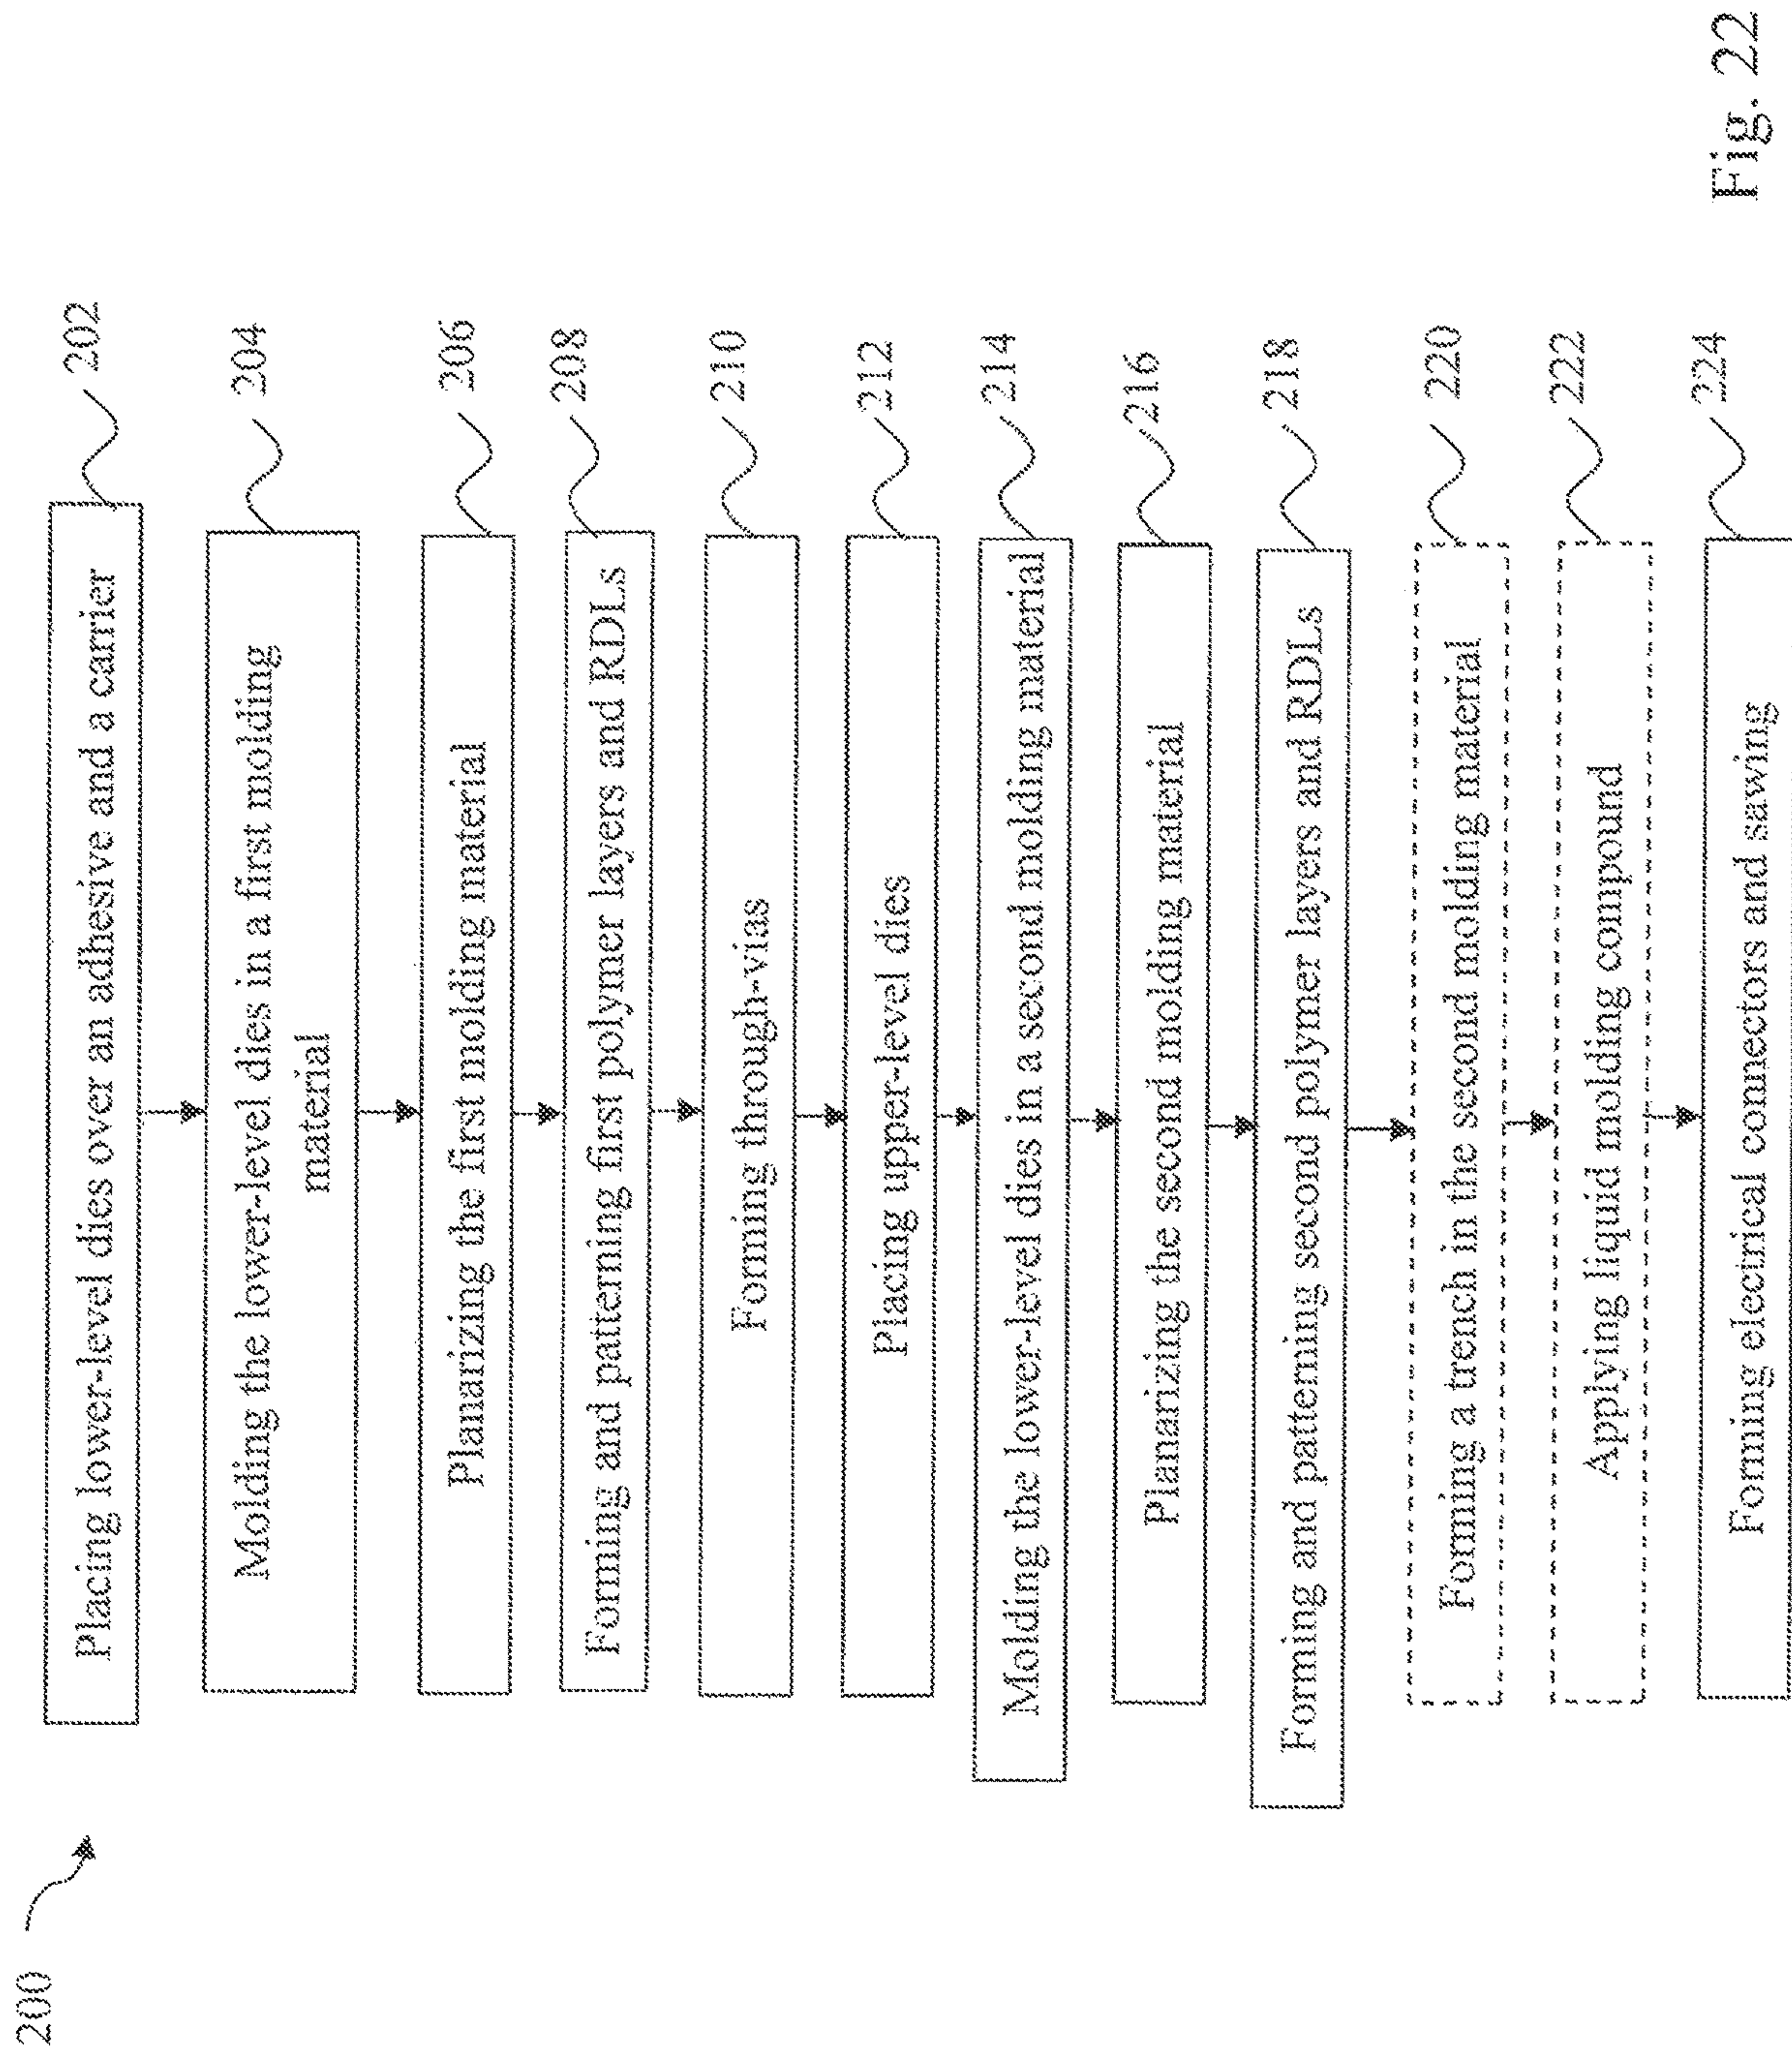 200
Placing lower-level dies over an adhesive and a carrier
202
Molding the lower-level dies in a first molding
material
204
Planarizing the first molding material
206
Forming and patterning first polymer layers and RDLs
208
Forming through-vias
210
Placing upper-level dies
212
Molding the lower-level dies in a second molding material
214
Planarizing the second molding material
216
Forming and patterning second polymer layers and RDLs
218
Forming a trench in the second molding material
220
Applying liquid molding compound
222
Forming electrical connectors and sawing
224
Fig. 22